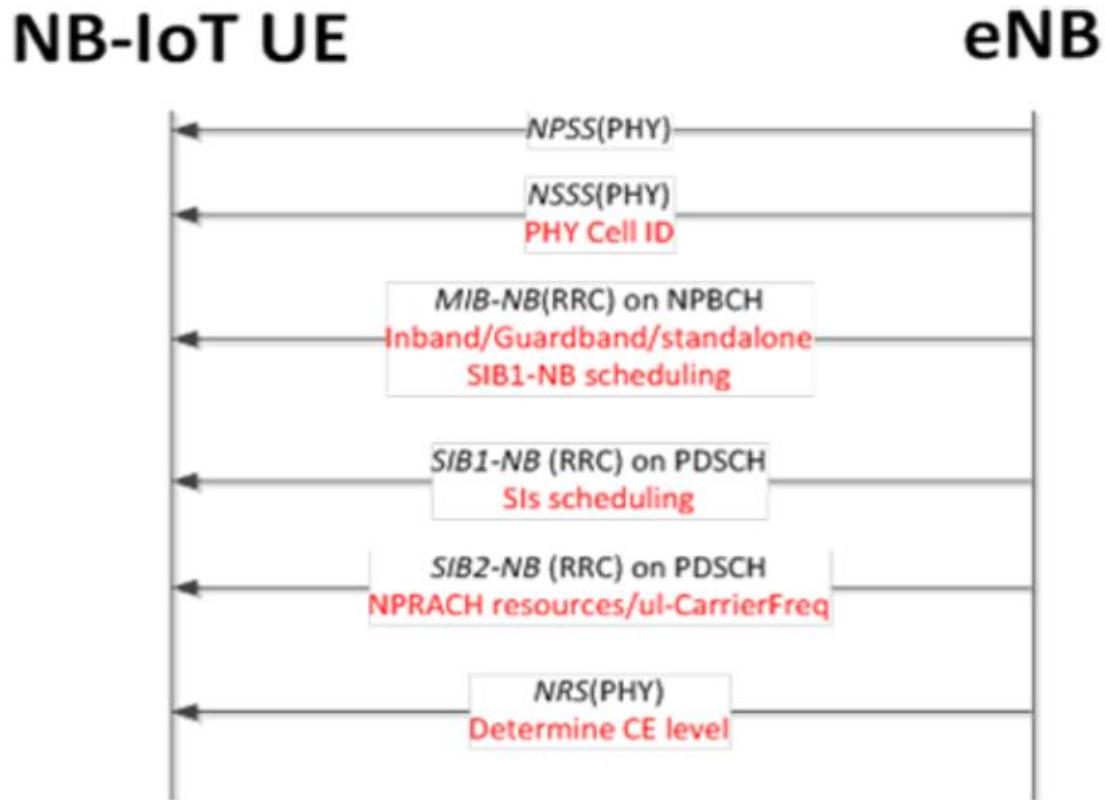 NB-IoT UE
eNB
NPSS(PHY)
NSSS(PHY)
PHY Cell ID
MIB-NB(RRC) on NPBCH
Inband/Guardband/standalone
SIB1-NB scheduling
SIB1-NB (RRC) on PDSCH
SIs scheduling
SIB2-NB (RRC) on PDSCH
NPRACH resources/ul-CarrierFreq
NRS(PHY)
Determine CE level